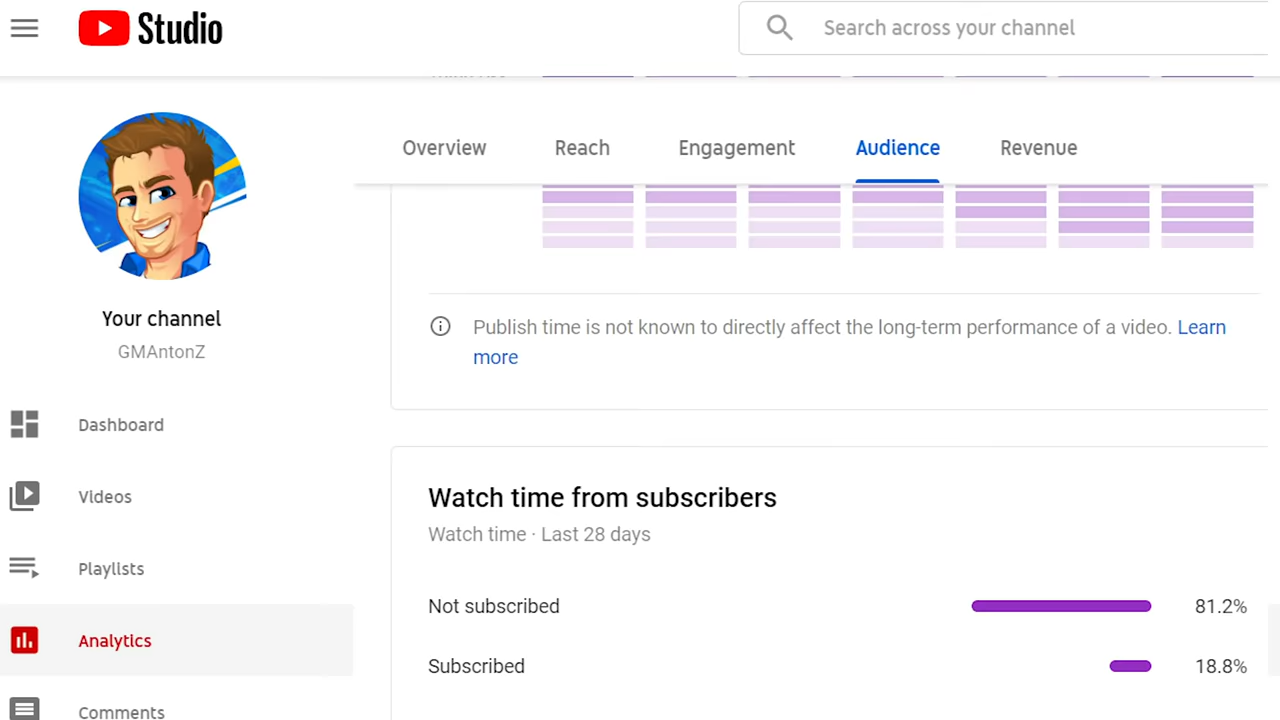 Studio
Search across your channel
Overview
Reach
Engagement
Audience
Revenue
Your channel
GMAntonZ
Publish time is not known to directly affect the long-term performance of a video. Learn
more
Dashboard
Videos
Playlists
Analytics
Comments
Watch time from subscribers
Watch time · Last 28 days
Not subscribed 81.2%
Subscribed 18.8%